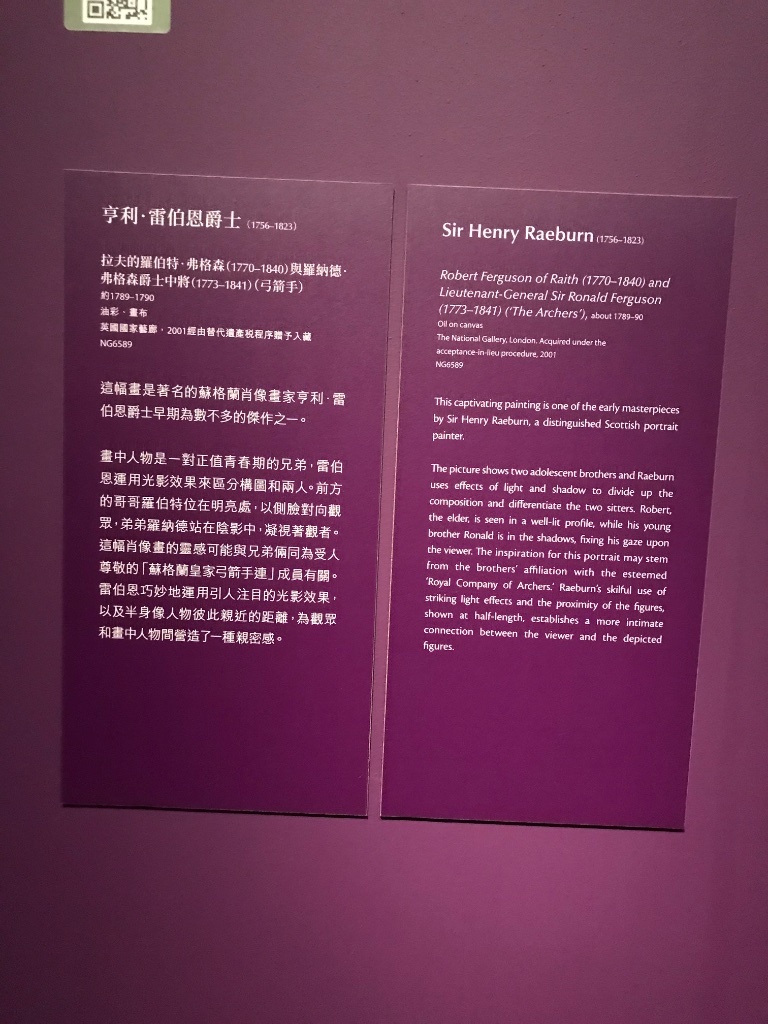 亨利·雷伯恩爵士 (1756–1823)
拉夫的羅伯特·弗格森(1770–1840)與羅納德·
弗格森爵士中將(1773–1841)(弓箭手)
約1789–1790
油彩、畫布
英國國家藝廊,2001經由替代遺產稅程序贈予入藏
NG6589
這幅畫是著名的蘇格蘭肖像畫家亨利·雷
伯恩爵士早期為數不多的傑作之一。
畫中人物是一對正值青春期的兄弟,雷伯
恩運用光影效果來區分構圖和兩人。前方
的哥哥羅伯特位在明亮處,以側臉對向觀
眾,弟弟羅納德站在陰影中,凝視著觀者。
這幅肖像畫的靈感可能與兄弟倆同為受人
尊敬的「蘇格蘭皇家弓箭手連」成員有關。
雷伯恩巧妙地運用引人注目的光影效果,
以及半身像人物彼此親近的距離,為觀眾
和畫中人物間營造了一種親密感。
Sir Henry Raeburn (1756–1823)
Robert Ferguson of Raith (1770–1840) and
Lieutenant-General Sir Ronald Ferguson
(1773–1841) ('The Archers'), about 1789–90
Oil on canvas
The National Gallery, London. Acquired under the
acceptance-in-lieu procedure, 2001
NG6589
This captivating painting is one of the early masterpieces
by Sir Henry Raeburn, a distinguished Scottish portrait
painter.
The picture shows two adolescent brothers and Raeburn
uses effects of light and shadow to divide up the
composition and differentiate the two sitters. Robert,
the elder, is seen in a well-lit profile, while his young
brother Ronald is in the shadows, fixing his gaze upon
the viewer. The inspiration for this portrait may stem
from the brothers' affiliation with the esteemed
'Royal Company of Archers.' Raeburn's skilful use of
striking light effects and the proximity of the figures,
shown at half-length, establishes a more intimate
connection between the viewer and the depicted
figures.